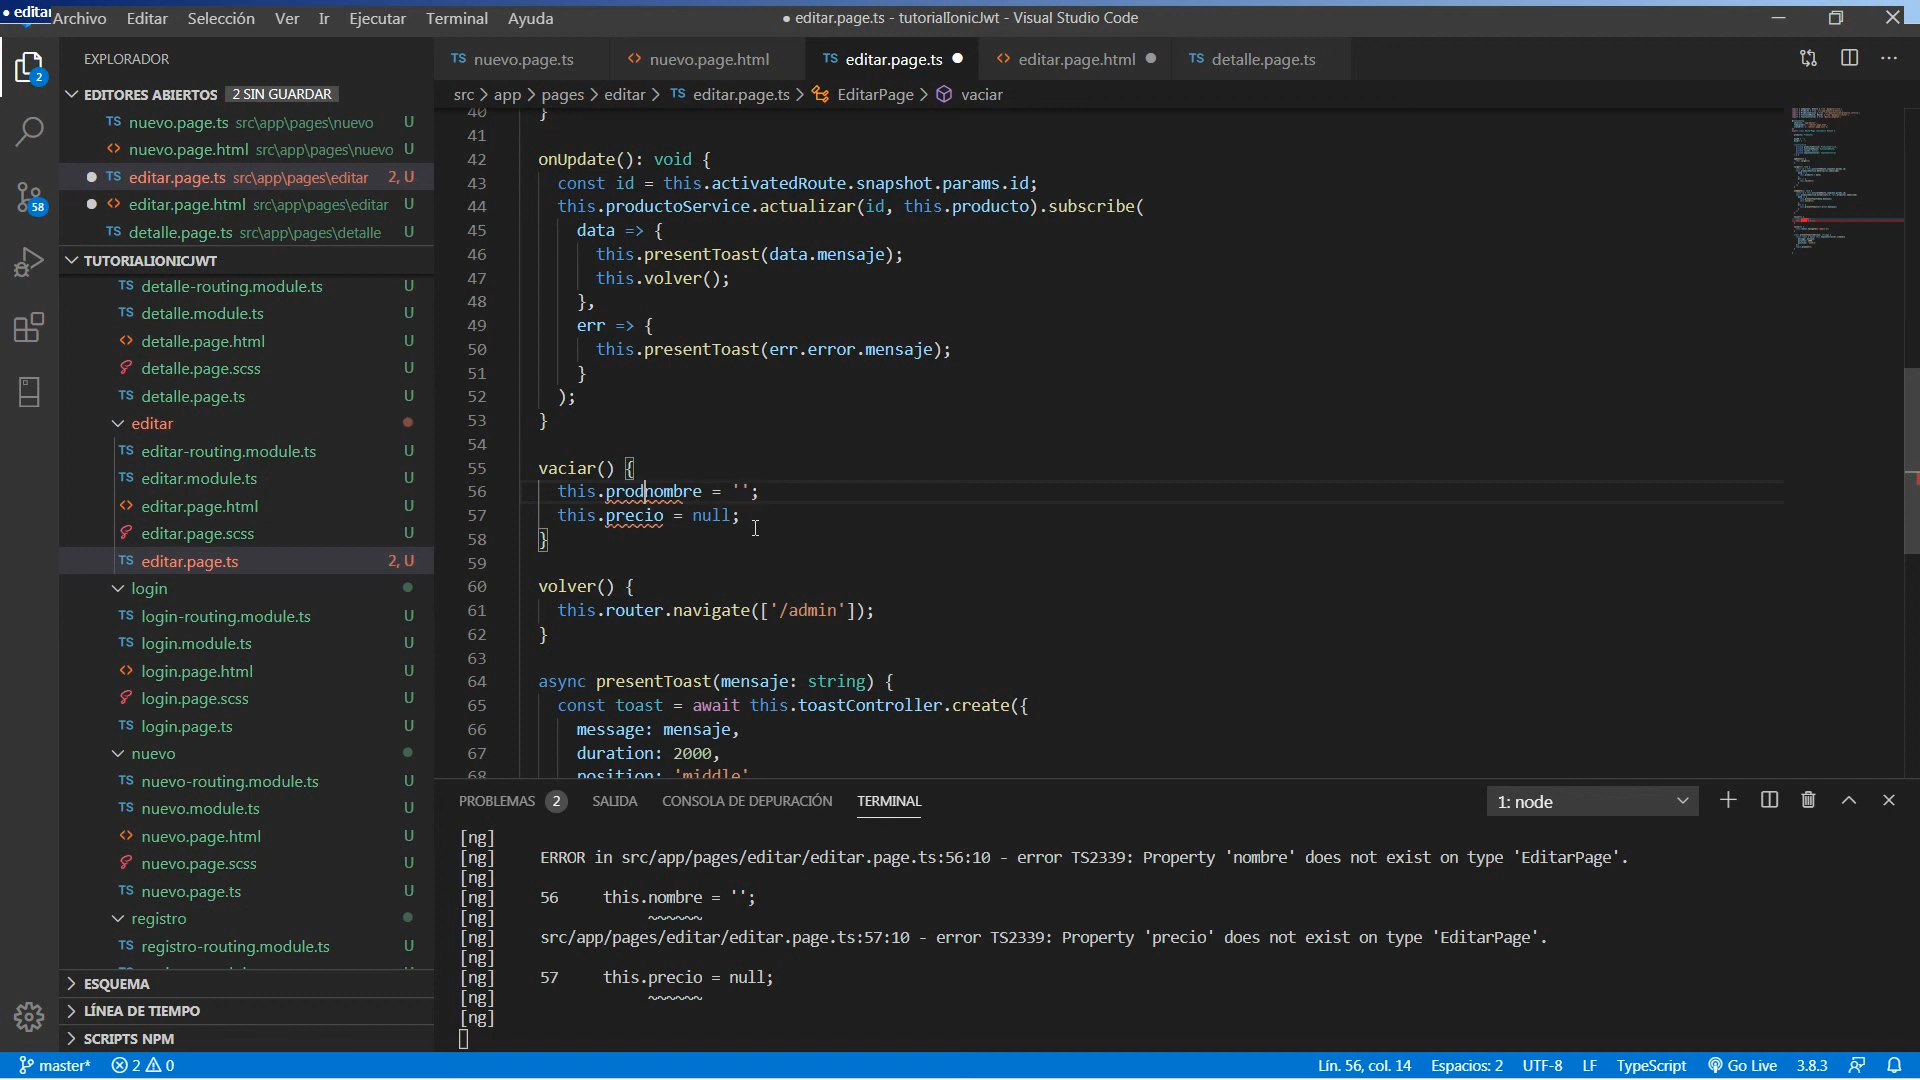 ● editar
Archivo Editar Selección Ver Ir Ejecutar Terminal Ayuda
● editar.page.ts - tutorialIonicJwt - Visual Studio Code
EXPLORADOR
TS nuevo.page.ts
<> nuevo.page.html
TS editar.page.ts ●
<> editar.page.html ●
TS detalle.page.ts
EDITORES ABIERTOS 2 SIN GUARDAR
src > app > pages > editar > TS editar.page.ts > EditarPage > vaciar
TS nuevo.page.ts src\app\pages\nuevo U
<> nuevo.page.html src\app\pages\nuevo U
● TS editar.page.ts src\app\pages\editar 2, U
● <> editar.page.html src\app\pages\editar U
TS detalle.page.ts src\app\pages\detalle U
TUTORIALIONICJWT
TS detalle-routing.module.ts U
TS detalle.module.ts U
<> detalle.page.html U
detalle.page.scss U
TS detalle.page.ts U
editar
TS editar-routing.module.ts U
TS editar.module.ts U
<> editar.page.html U
editar.page.scss U
TS editar.page.ts 2, U
login
TS login-routing.module.ts U
TS login.module.ts U
<> login.page.html U
login.page.scss U
TS login.page.ts U
nuevo
TS nuevo-routing.module.ts U
TS nuevo.module.ts U
<> nuevo.page.html U
nuevo.page.scss U
TS nuevo.page.ts U
registro
TS registro-routing.module.ts U
ESQUEMA
LÍNEA DE TIEMPO
SCRIPTS NPM
2
58
40 }
41
42 onUpdate(): void {
43 const id = this.activatedRoute.snapshot.params.id;
44 this.productoService.actualizar(id, this.producto).subscribe(
45 data => {
46 this.presentToast(data.mensaje);
47 this.volver();
48 },
49 err => {
50 this.presentToast(err.error.mensaje);
51 }
52 );
53 }
54
55 vaciar() {
56 this.prodnombre = '';
57 this.precio = null;
58 }
59
60 volver() {
61 this.router.navigate(['/admin']);
62 }
63
64 async presentToast(mensaje: string) {
65 const toast = await this.toastController.create({
66 message: mensaje,
67 duration: 2000,
68 position: 'middle'
PROBLEMAS 2 SALIDA CONSOLA DE DEPURACIÓN TERMINAL 1: node
[ng]
[ng] ERROR in src/app/pages/editar/editar.page.ts:56:10 - error TS2339: Property 'nombre' does not exist on type 'EditarPage'.
[ng]
[ng] 56 this.nombre = '';
[ng] ~~~~~~
[ng] src/app/pages/editar/editar.page.ts:57:10 - error TS2339: Property 'precio' does not exist on type 'EditarPage'.
[ng]
[ng] 57 this.precio = null;
[ng] ~~~~~~
[ng]
master* 2 0 Lín. 56, col. 14 Espacios: 2 UTF-8 LF TypeScript Go Live 3.8.3